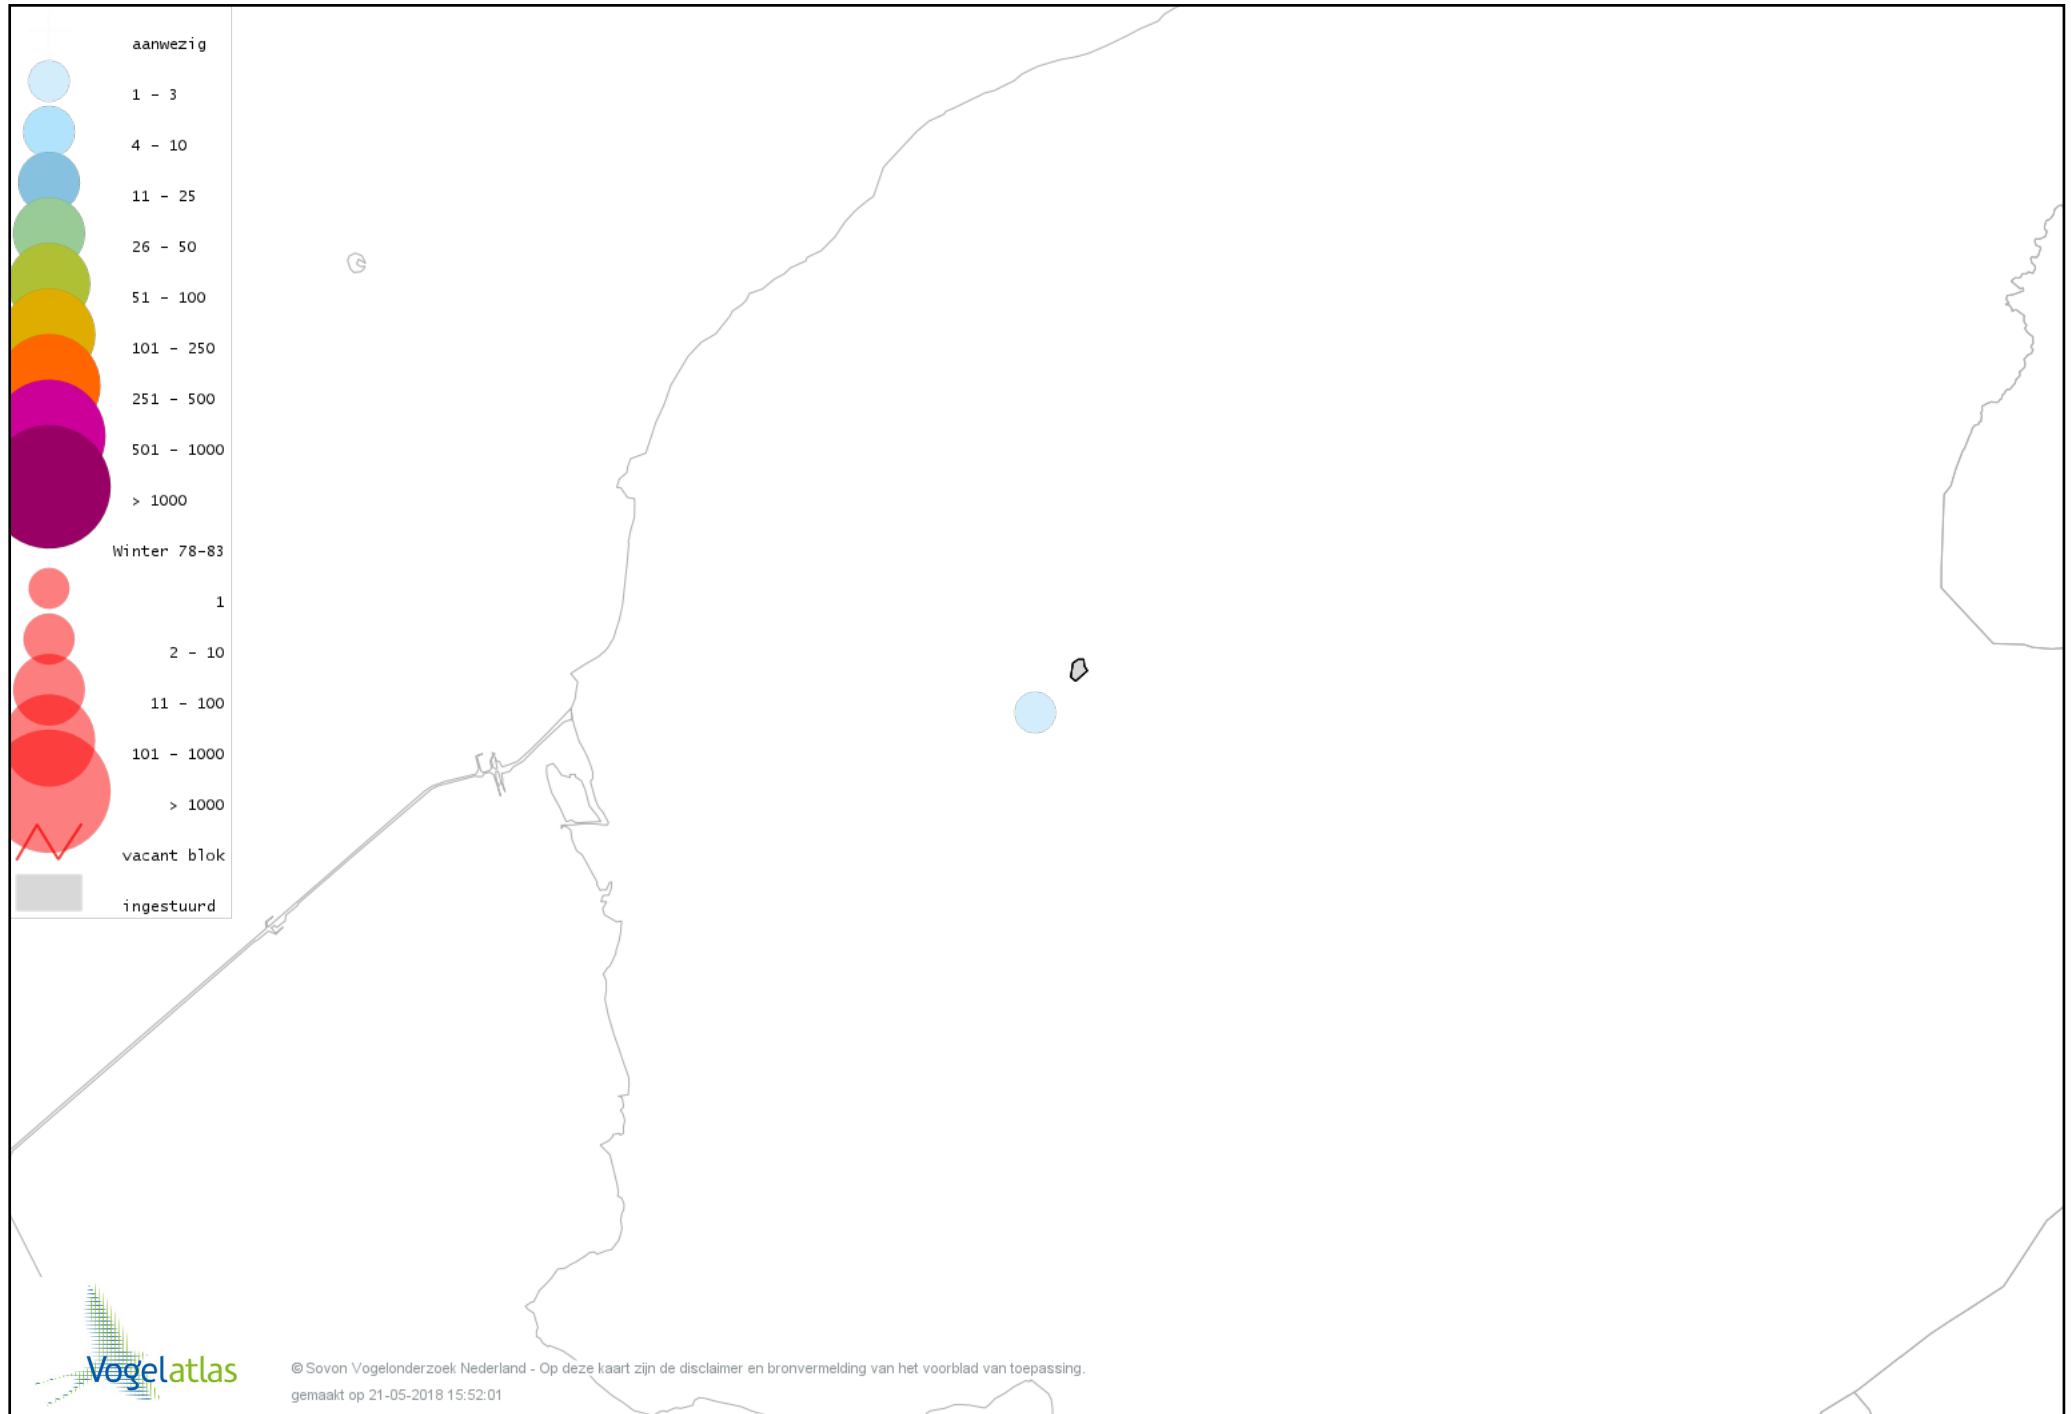 aanwezig
1 - 3
4 - 10
11 - 25
26 - 50
51 - 100
101 - 250
251 - 500
501 - 1000
> 1000
Winter 78-83
1
2 - 10
11 - 100
101 - 1000
> 1000
vacant blok
ingestuurd
Vogelatlas
© Sovon Vogelonderzoek Nederland - Op deze kaart zijn de disclaimer en bronvermelding van het voorblad van toepassing.
gemaakt op 21-05-2018 15:52:01